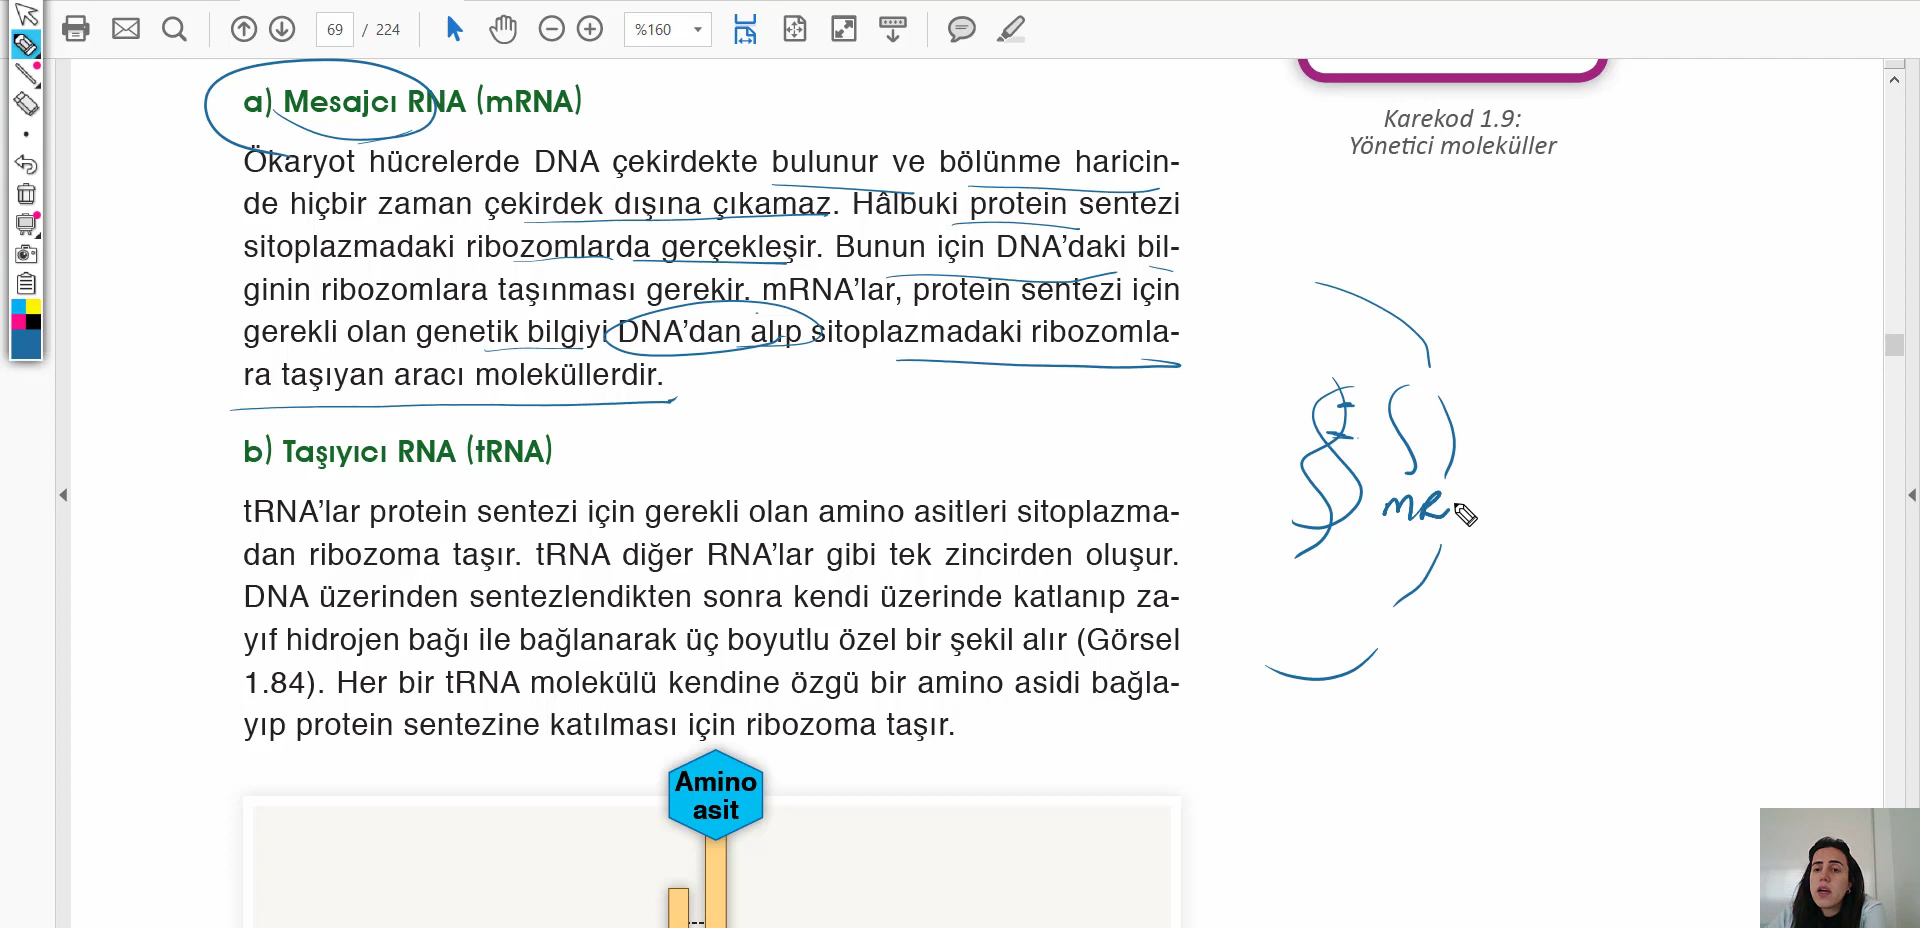 69 / 224
%160
a) Mesajcı RNA (mRNA)
Ökaryot hücrelerde DNA çekirdekte bulunur ve bölünme haricin-
de hiçbir zaman çekirdek dışına çıkamaz. Hâlbuki protein sentezi
sitoplazmadaki ribozomlarda gerçekleşir. Bunun için DNA’daki bil-
ginin ribozomlara taşınması gerekir. mRNA’lar, protein sentezi için
gerekli olan genetik bilgiyi DNA’dan alıp sitoplazmadaki ribozomla-
ra taşıyan aracı moleküllerdir.
b) Taşıyıcı RNA (tRNA)
tRNA’lar protein sentezi için gerekli olan amino asitleri sitoplazma-
dan ribozoma taşır. tRNA diğer RNA’lar gibi tek zincirden oluşur.
DNA üzerinden sentezlendikten sonra kendi üzerinde katlanıp za-
yıf hidrojen bağı ile bağlanarak üç boyutlu özel bir şekil alır (Görsel
1.84). Her bir tRNA molekülü kendine özgü bir amino asidi bağla-
yıp protein sentezine katılması için ribozoma taşır.
Amino
asit
Karekod 1.9:
Yönetici moleküller
mR